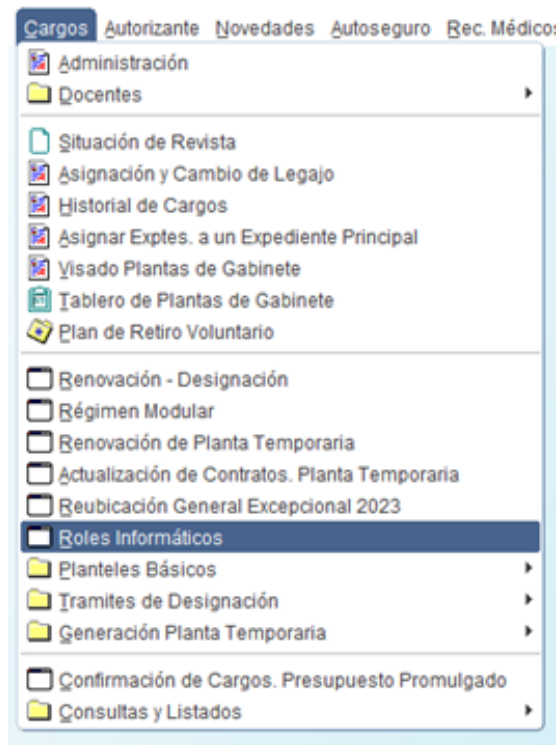 Cargos Autorizante Novedades Autoseguro Rec. Médicos
Administración
Docentes
Situación de Revista
Asignación y Cambio de Legajo
Historial de Cargos
Asignar Exptes. a un Expediente Principal
Visado Plantas de Gabinete
Tablero de Plantas de Gabinete
Plan de Retiro Voluntario
Renovación - Designación
Régimen Modular
Renovación de Planta Temporaria
Actualización de Contratos. Planta Temporaria
Reubicación General Excepcional 2023
Roles Informáticos
Planteles Básicos
Tramites de Designación
Generación Planta Temporaria
Confirmación de Cargos. Presupuesto Promulgado
Consultas y Listados